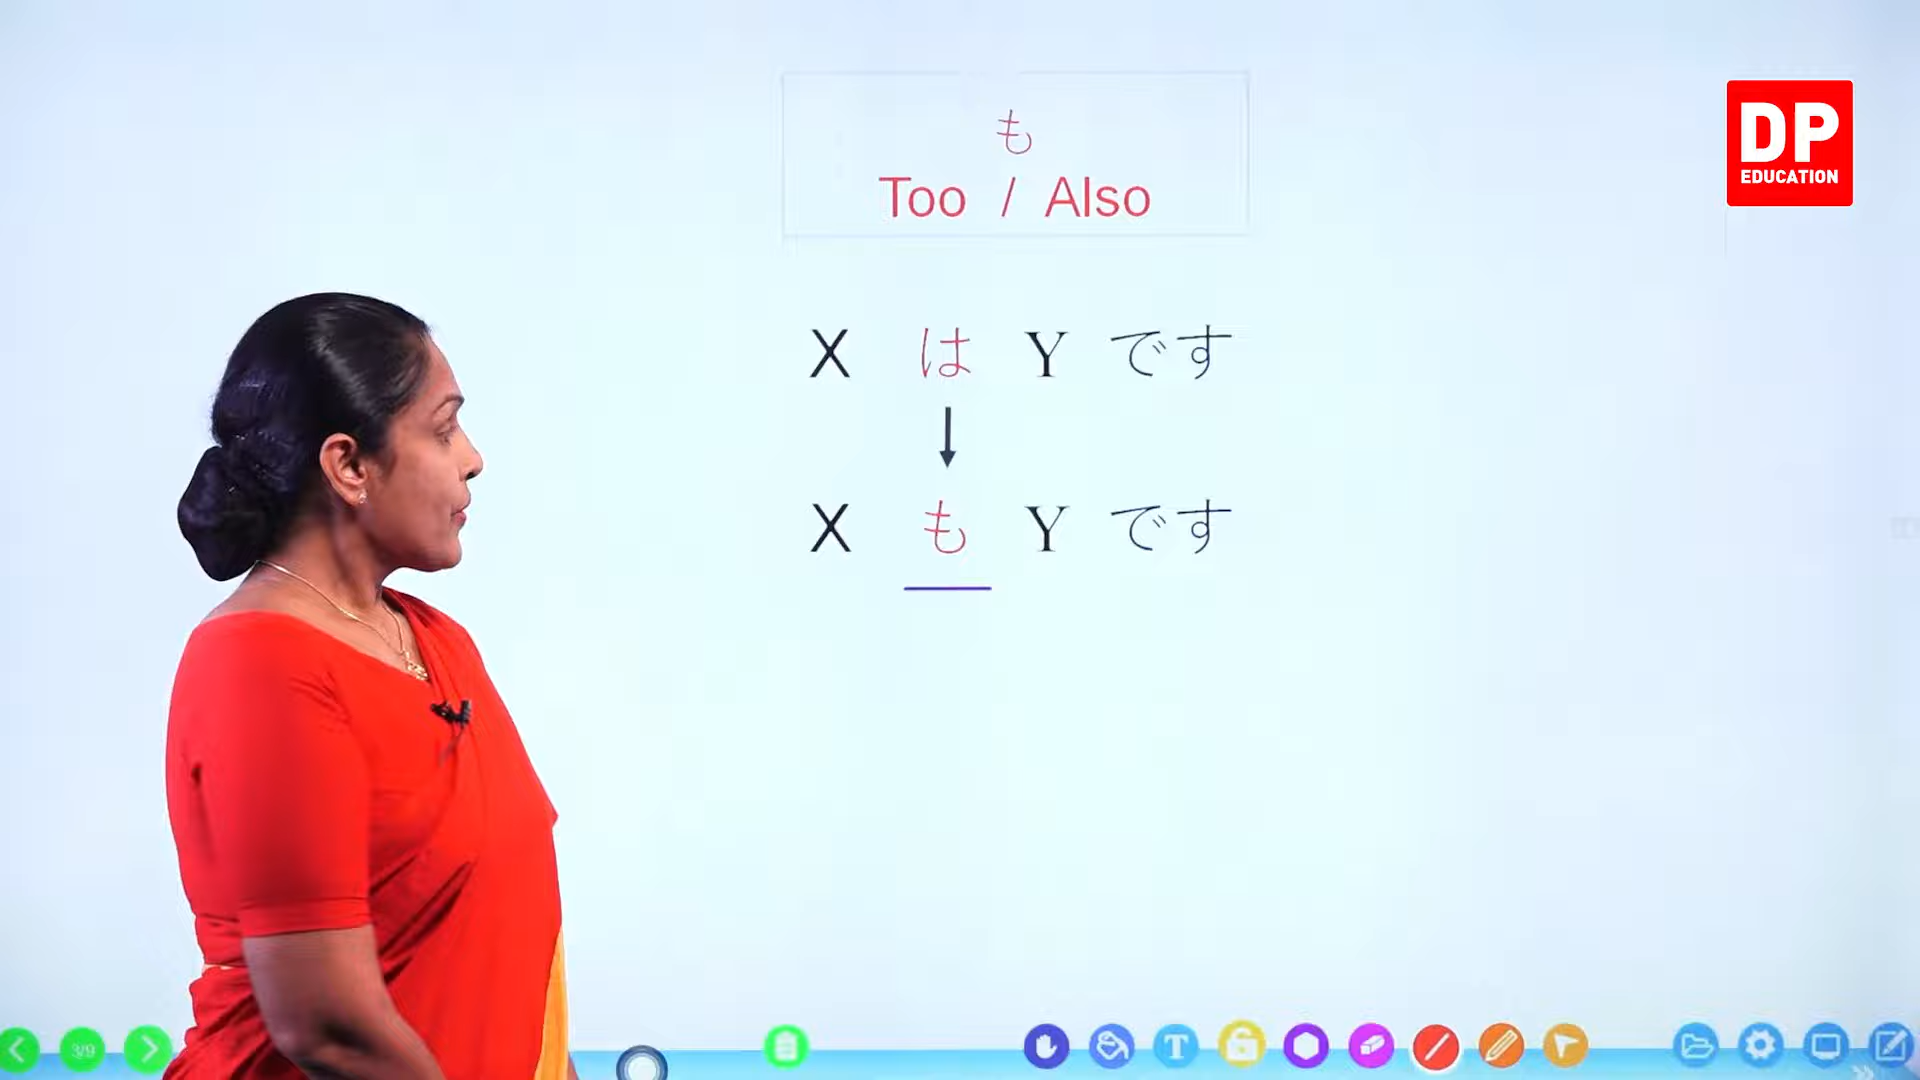 も
Too / Also
DP
EDUCATION
X は Y です
X も Y です
3/9
T